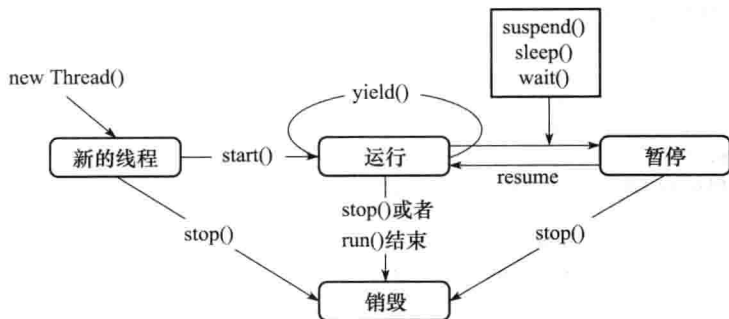 suspend()
sleep()
wait()
new Thread()
yield()
新的线程
start()
运行
暂停
resume
stop()或者
run()结束
stop()
stop()
销毁